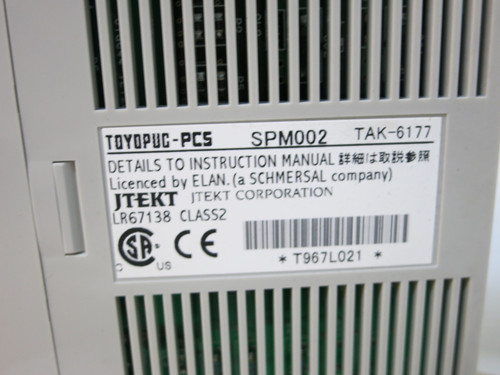 TOYOPUC-PCS SPM002 TAK-6177
DETAILS TO INSTRUCTION MANUAL 詳細は取説参照
Licenced by ELAN.(a SCHMERSAL company)
JTEKT JTEKT CORPORATION
LR67138 CLASS2
C SA US CE
* T967L021 *